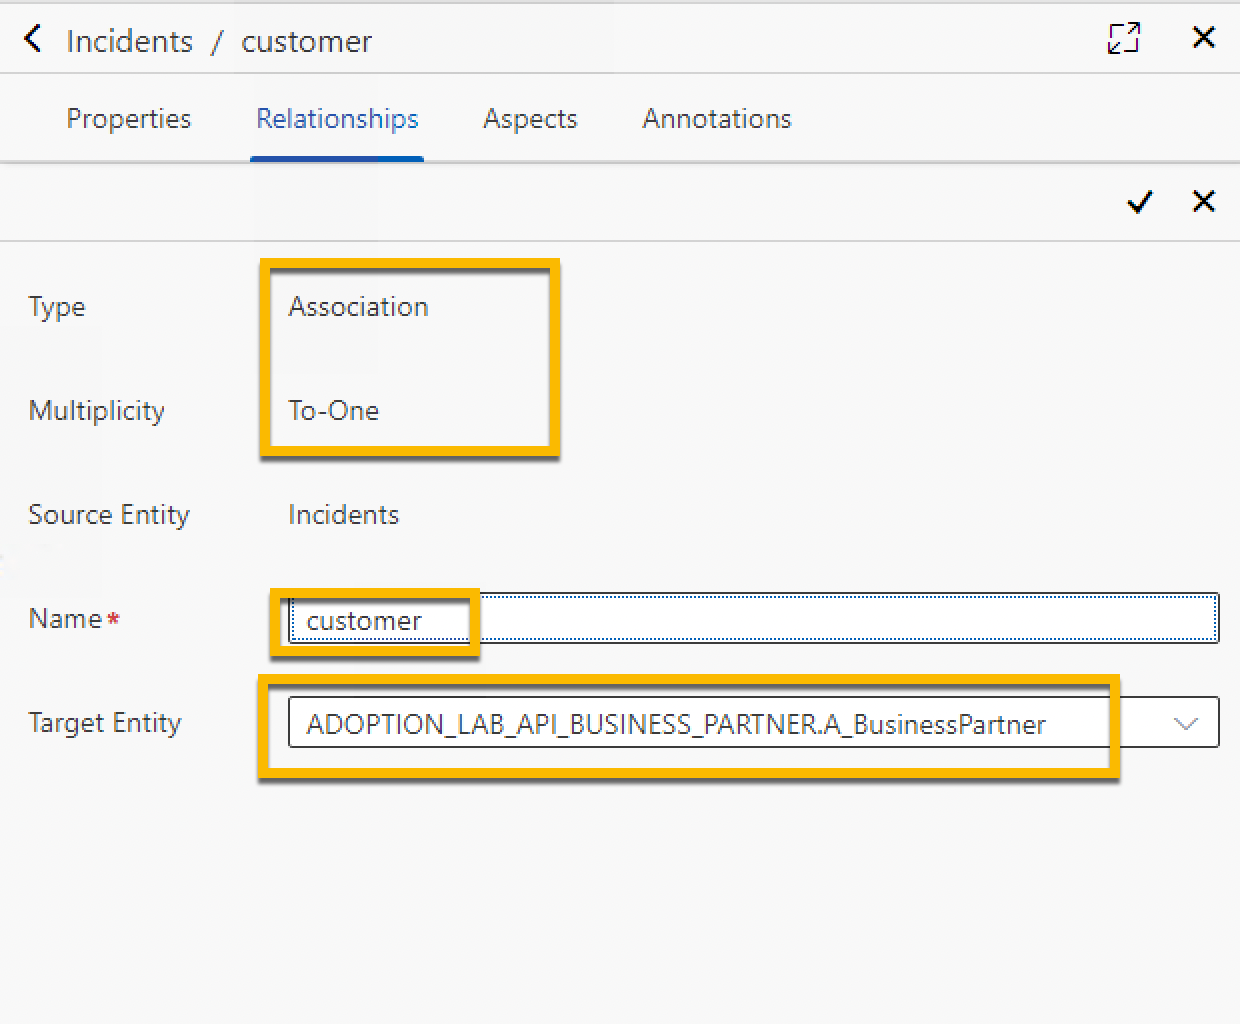 Incidents / customer
Properties Relationships Aspects Annotations
Type Association
Multiplicity To-One
Source Entity Incidents
Name* customer
Target Entity ADOPTION_LAB_API_BUSINESS_PARTNER.A_BusinessPartner